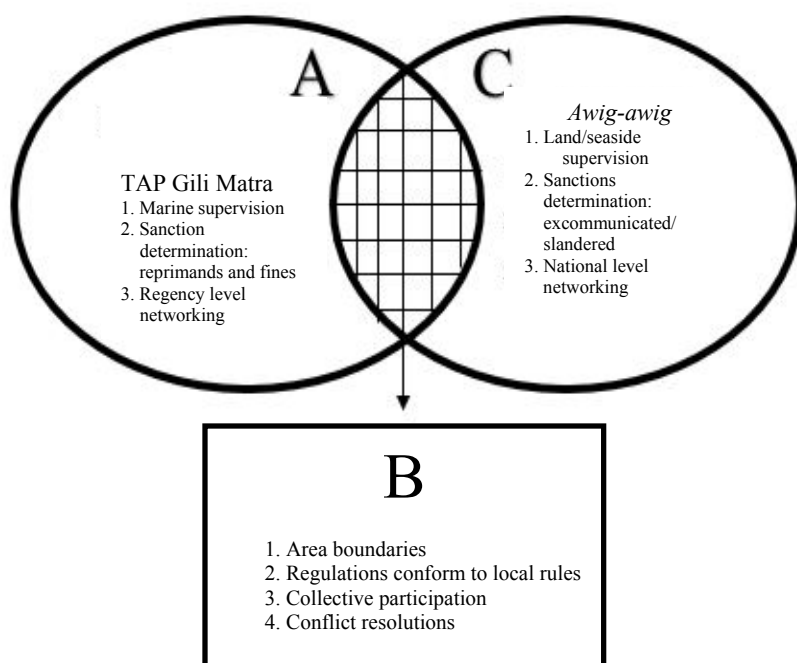 A
TAP Gili Matra
1. Marine supervision
2. Sanction
determination:
reprimands and fines
3. Regency level
networking
C
Awig-awig
1. Land/seaside
supervision
2. Sanctions
determination:
excommunicated/
slandered
3. National level
networking
B
1. Area boundaries
2. Regulations conform to local rules
3. Collective participation
4. Conflict resolutions